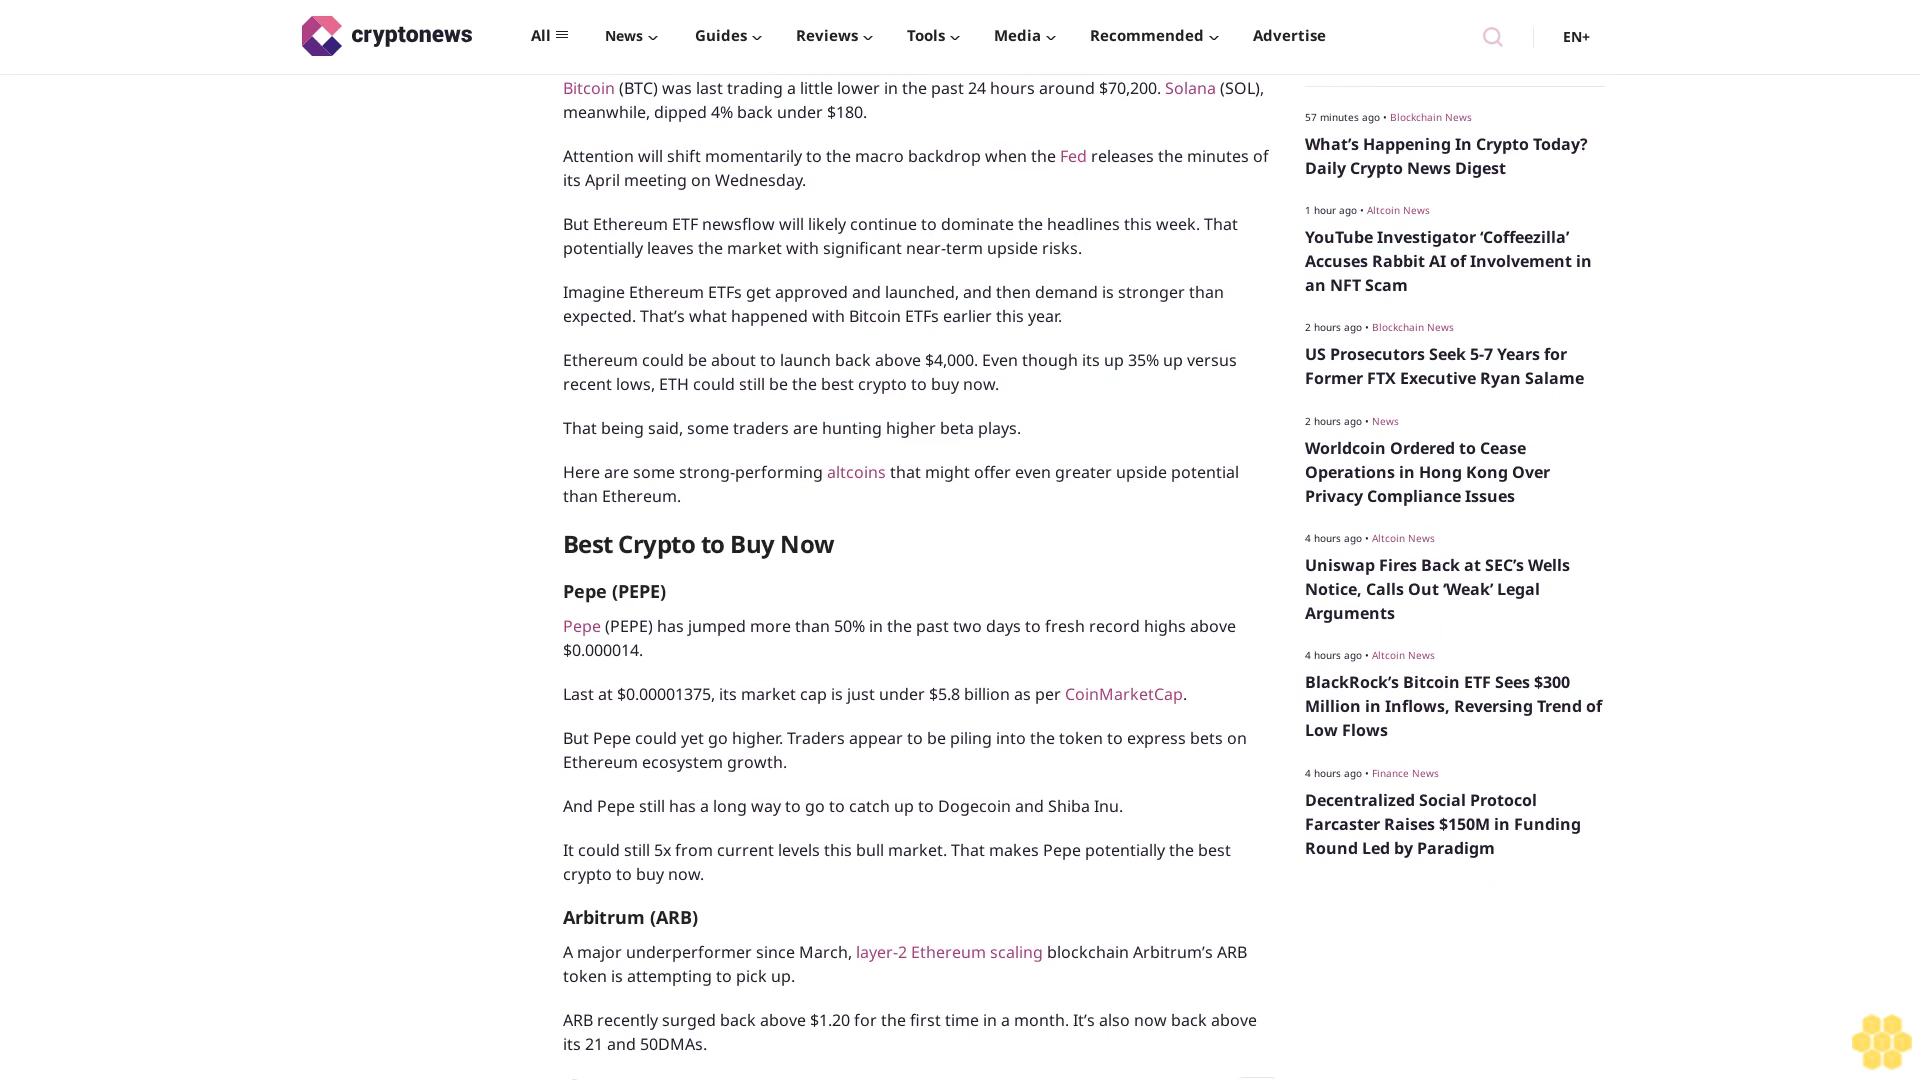 cryptonews
All
News
Guides
Reviews
Tools
Media
Recommended
Advertise
EN+
Bitcoin (BTC) was last trading a little lower in the past 24 hours around $70,200. Solana (SOL),
meanwhile, dipped 4% back under $180.
Attention will shift momentarily to the macro backdrop when the Fed releases the minutes of
its April meeting on Wednesday.
But Ethereum ETF newsflow will likely continue to dominate the headlines this week. That
potentially leaves the market with significant near-term upside risks.
Imagine Ethereum ETFs get approved and launched, and then demand is stronger than
expected. That’s what happened with Bitcoin ETFs earlier this year.
Ethereum could be about to launch back above $4,000. Even though its up 35% up versus
recent lows, ETH could still be the best crypto to buy now.
That being said, some traders are hunting higher beta plays.
Here are some strong-performing altcoins that might offer even greater upside potential
than Ethereum.
Best Crypto to Buy Now
Pepe (PEPE)
Pepe (PEPE) has jumped more than 50% in the past two days to fresh record highs above
$0.000014.
Last at $0.00001375, its market cap is just under $5.8 billion as per CoinMarketCap.
But Pepe could yet go higher. Traders appear to be piling into the token to express bets on
Ethereum ecosystem growth.
And Pepe still has a long way to go to catch up to Dogecoin and Shiba Inu.
It could still 5x from current levels this bull market. That makes Pepe potentially the best
crypto to buy now.
Arbitrum (ARB)
A major underperformer since March, layer-2 Ethereum scaling blockchain Arbitrum’s ARB
token is attempting to pick up.
ARB recently surged back above $1.20 for the first time in a month. It’s also now back above
its 21 and 50DMAs.
57 minutes ago • Blockchain News
What’s Happening In Crypto Today?
Daily Crypto News Digest
1 hour ago • Altcoin News
YouTube Investigator ‘Coffeezilla’
Accuses Rabbit AI of Involvement in
an NFT Scam
2 hours ago • Blockchain News
US Prosecutors Seek 5-7 Years for
Former FTX Executive Ryan Salame
2 hours ago • News
Worldcoin Ordered to Cease
Operations in Hong Kong Over
Privacy Compliance Issues
4 hours ago • Altcoin News
Uniswap Fires Back at SEC’s Wells
Notice, Calls Out ‘Weak’ Legal
Arguments
4 hours ago • Altcoin News
BlackRock’s Bitcoin ETF Sees $300
Million in Inflows, Reversing Trend of
Low Flows
4 hours ago • Finance News
Decentralized Social Protocol
Farcaster Raises $150M in Funding
Round Led by Paradigm